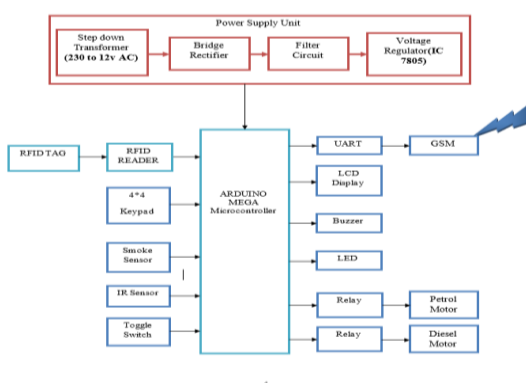 Power Supply Unit
Step down
Transformer
(230 to 12v AC)
Bridge
Rectifier
Filter
Circuit
Voltage
Regulator(IC
7805)
RFID TAG
RFID
READER
4*4
Keypad
Smoke
Sensor
IR Sensor
Toggle
Switch
ARDUINO
MEGA
Microcontroller
UART
GSM
LCD
Display
Buzzer
LED
Relay
Petrol
Motor
Relay
Diesel
Motor